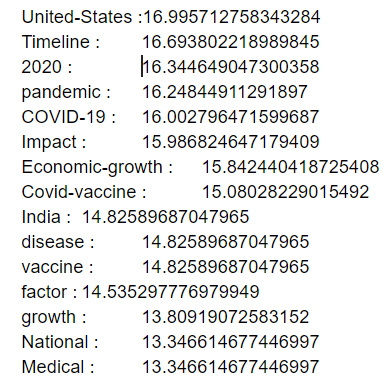 United-States :16.995712758343284
Timeline : 16.693802218989845
2020 : 16.344649047300358
pandemic : 16.24844911291897
COVID-19 : 16.002796471599687
Impact : 15.986824647179409
Economic-growth : 15.842440418725408
Covid-vaccine : 15.08028229015492
India : 14.82589687047965
disease : 14.82589687047965
vaccine : 14.82589687047965
factor : 14.535297776979949
growth : 13.80919072583152
National : 13.346614677446997
Medical : 13.346614677446997